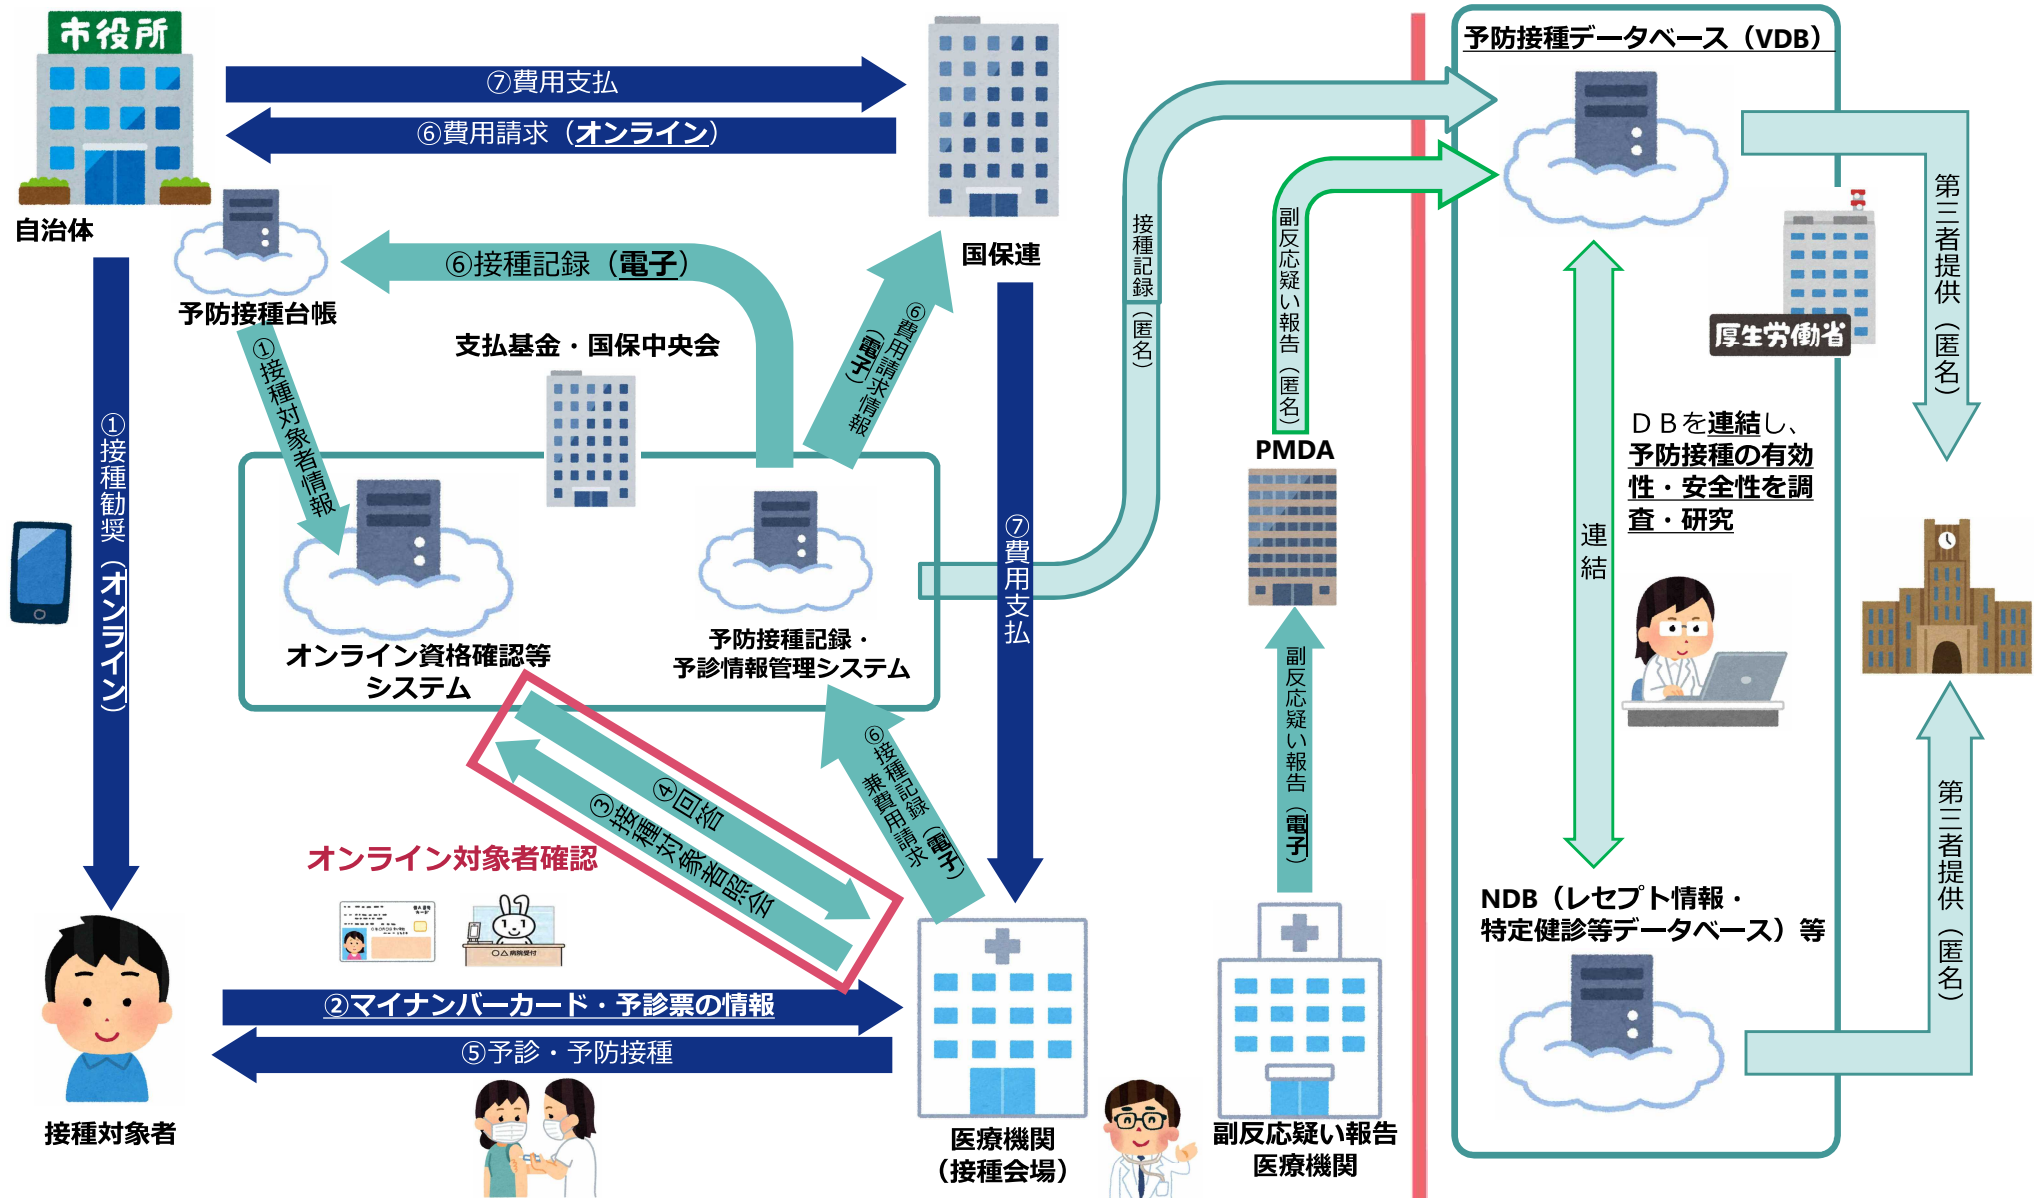 市役所
自治体
⑦費用支払
⑥費用請求（オンライン）
国保連
予防接種台帳
⑥接種記録（電子）
①接種対象者情報
支払基金・国保中央会
⑥費用請求情報
（電子）
①接種勧奨（オンライン）
オンライン資格確認等
システム
予防接種記録・
予診情報管理システム
⑦費用支払
接種記録（匿名）
副反応疑い報告（匿名）
PMDA
副反応疑い報告（電子）
④回答
③接種対象者照会
⑥接種記録（電子）
兼費用請求
オンライン対象者確認
〇△病院受付
②マイナンバーカード・予診票の情報
⑤予診・予防接種
接種対象者
医療機関
（接種会場）
副反応疑い報告
医療機関
予防接種データベース（VDB）
厚生労働省
第三者提供（匿名）
ＤＢを連結し、
予防接種の有効
性・安全性を調
査・研究
連結
NDB（レセプト情報・
特定健診等データベース）等
第三者提供（匿名）